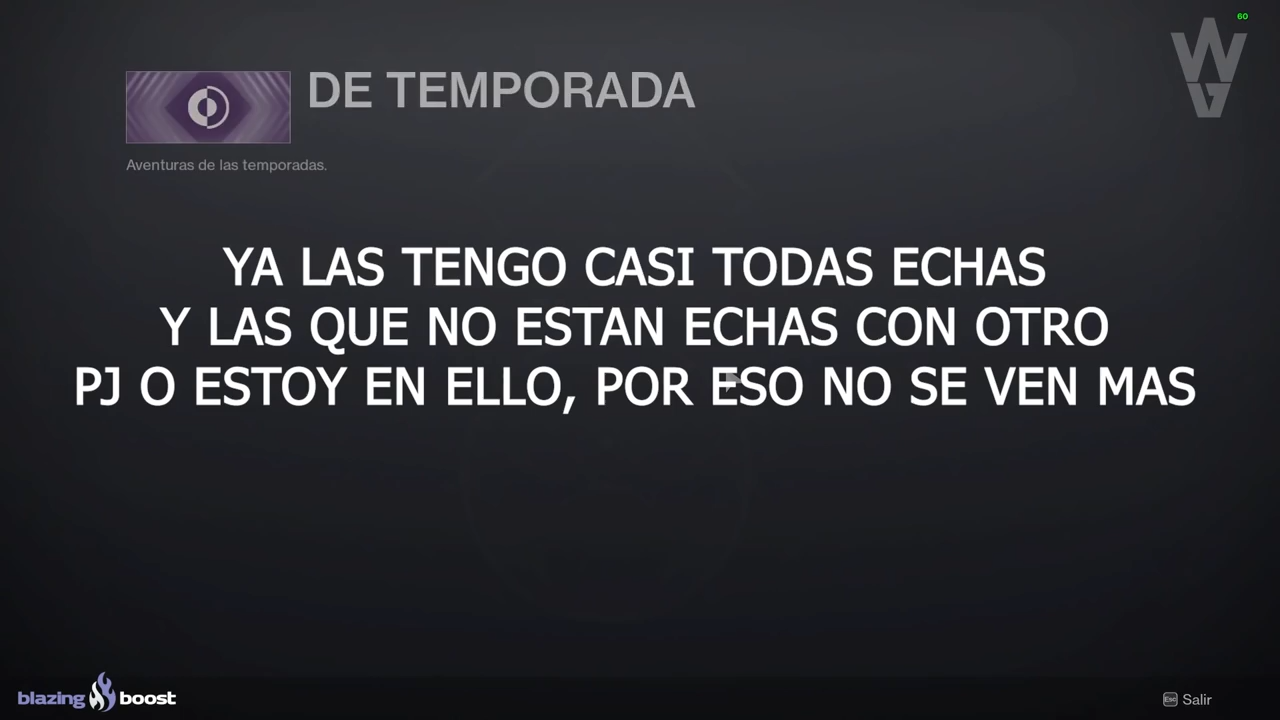 60
DE TEMPORADA
Aventuras de las temporadas.
YA LAS TENGO CASI TODAS ECHAS
Y LAS QUE NO ESTAN ECHAS CON OTRO
PJ O ESTOY EN ELLO, POR ESO NO SE VEN MAS
blazing boost
Esc Salir